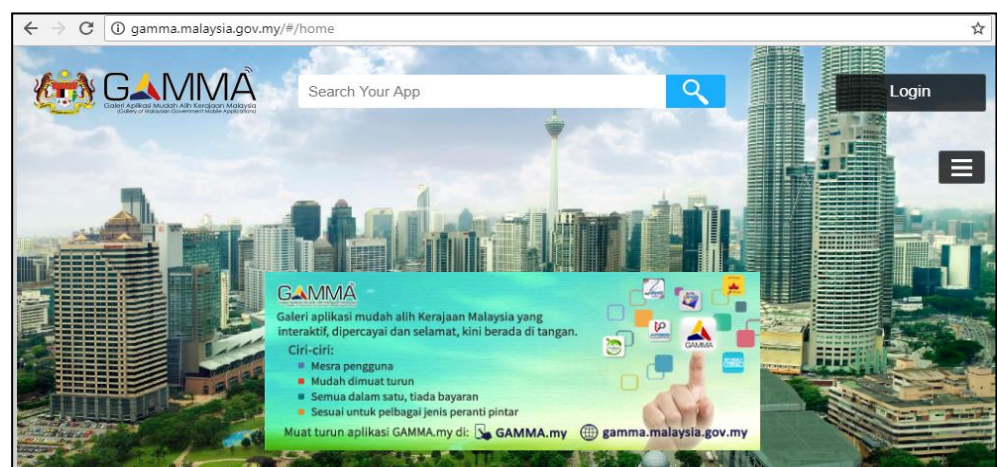 gamma.malaysia.gov.my/#/home
GAMMA
Galeri Aplikasi Mudah Alih Kerajaan Malaysia
(Gallery of Malaysian Government Mobile Applications)
Search Your App
Login
GAMMA
Galeri aplikasi mudah alih Kerajaan Malaysia yang
interaktif, dipercayai dan selamat, kini berada di tangan.
Ciri-ciri:
Mesra pengguna
Mudah dimuat turun
Semua dalam satu, tiada bayaran
Sesuai untuk pelbagai jenis peranti pintar
GAMMA
Muat turun aplikasi GAMMA.my di: GAMMA.my gamma.malaysia.gov.my